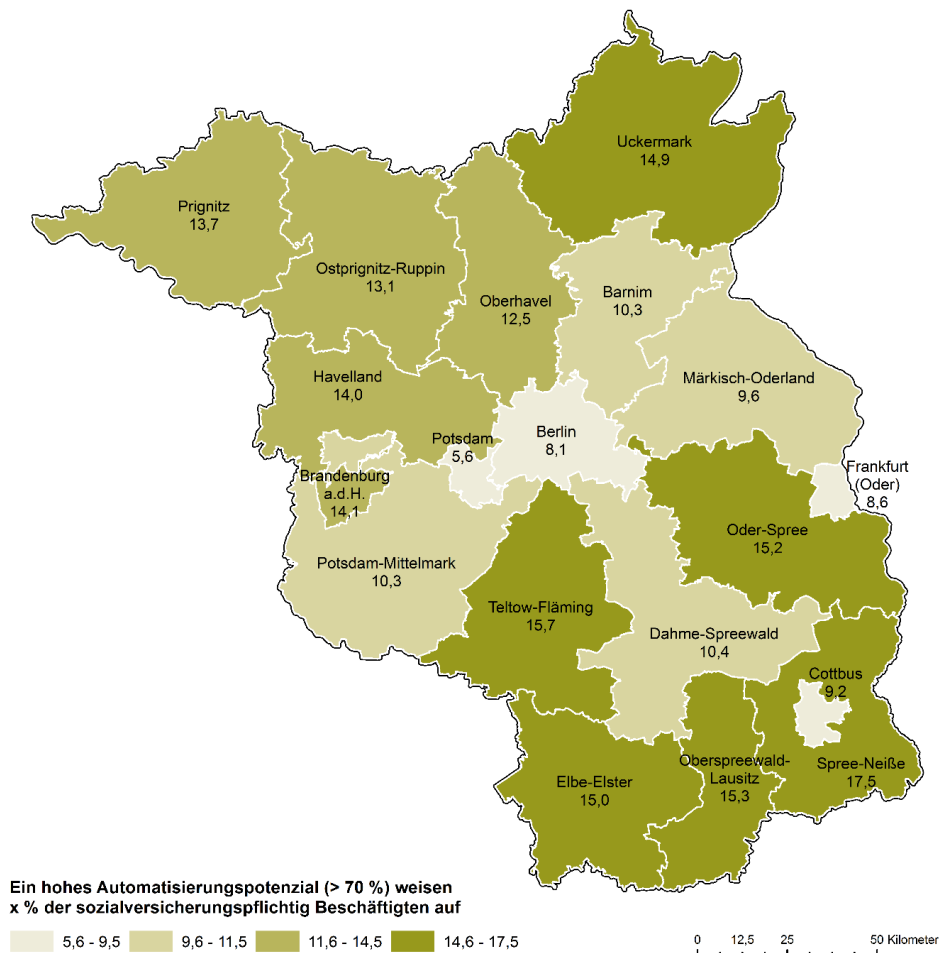 Uckermark
14,9
Prignitz
13,7
Ostprignitz-Ruppin
13,1
Oberhavel
12,5
Barnim
10,3
Havelland
14,0
Märkisch-Oderland
9,6
Potsdam
5,6
Berlin
8,1
Frankfurt
(Oder)
8,6
Brandenburg
a.d.H.
14,1
Oder-Spree
15,2
Potsdam-Mittelmark
10,3
Teltow-Fläming
15,7
Dahme-Spreewald
10,4
Cottbus
9,2
Elbe-Elster
15,0
Oberspreewald-
Lausitz
15,3
Spree-Neiße
17,5
Ein hohes Automatisierungspotenzial (> 70 %) weisen
x % der sozialversicherungspflichtig Beschäftigten auf
5,6 - 9,5 9,6 - 11,5 11,6 - 14,5 14,6 - 17,5
0 12,5 25 50 Kilometer